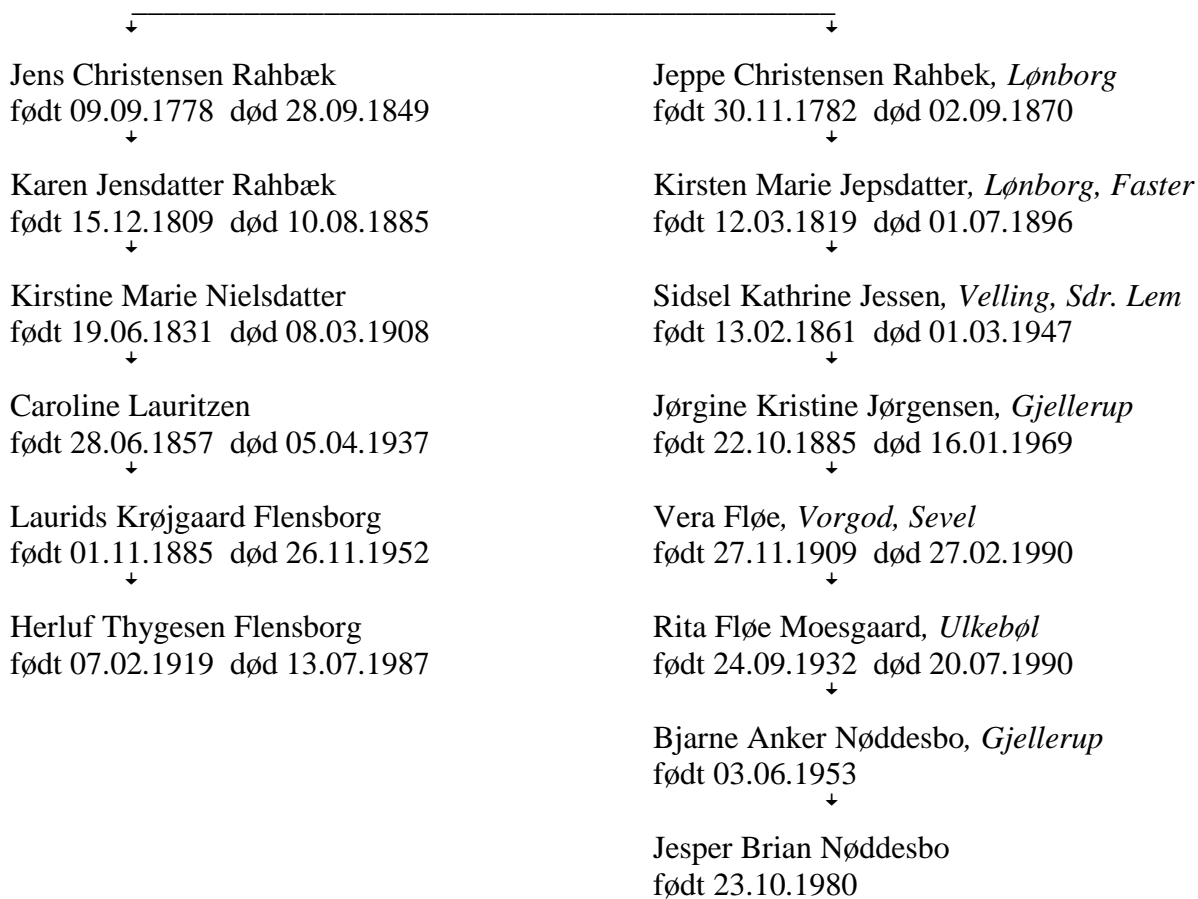 Jens Christensen Rahbæk
født 09.09.1778 død 28.09.1849
Karen Jensdatter Rahbæk
født 15.12.1809 død 10.08.1885
Kirstine Marie Nielsdatter
født 19.06.1831 død 08.03.1908
Caroline Lauritzen
født 28.06.1857 død 05.04.1937
Laurids Krøjgaard Flensborg
født 01.11.1885 død 26.11.1952
Herluf Thygesen Flensborg
født 07.02.1919 død 13.07.1987
Jeppe Christensen Rahbek, Lønborg
født 30.11.1782 død 02.09.1870
Kirsten Marie Jepsdatter, Lønborg, Faster
født 12.03.1819 død 01.07.1896
Sidsel Kathrine Jessen, Velling, Sdr. Lem
født 13.02.1861 død 01.03.1947
Jørgine Kristine Jørgensen, Gjellerup
født 22.10.1885 død 16.01.1969
Vera Fløe, Vorgod, Sevel
født 27.11.1909 død 27.02.1990
Rita Fløe Moesgaard, Ulkebøl
født 24.09.1932 død 20.07.1990
Bjarne Anker Nøddesbo, Gjellerup
født 03.06.1953
Jesper Brian Nøddesbo
født 23.10.1980